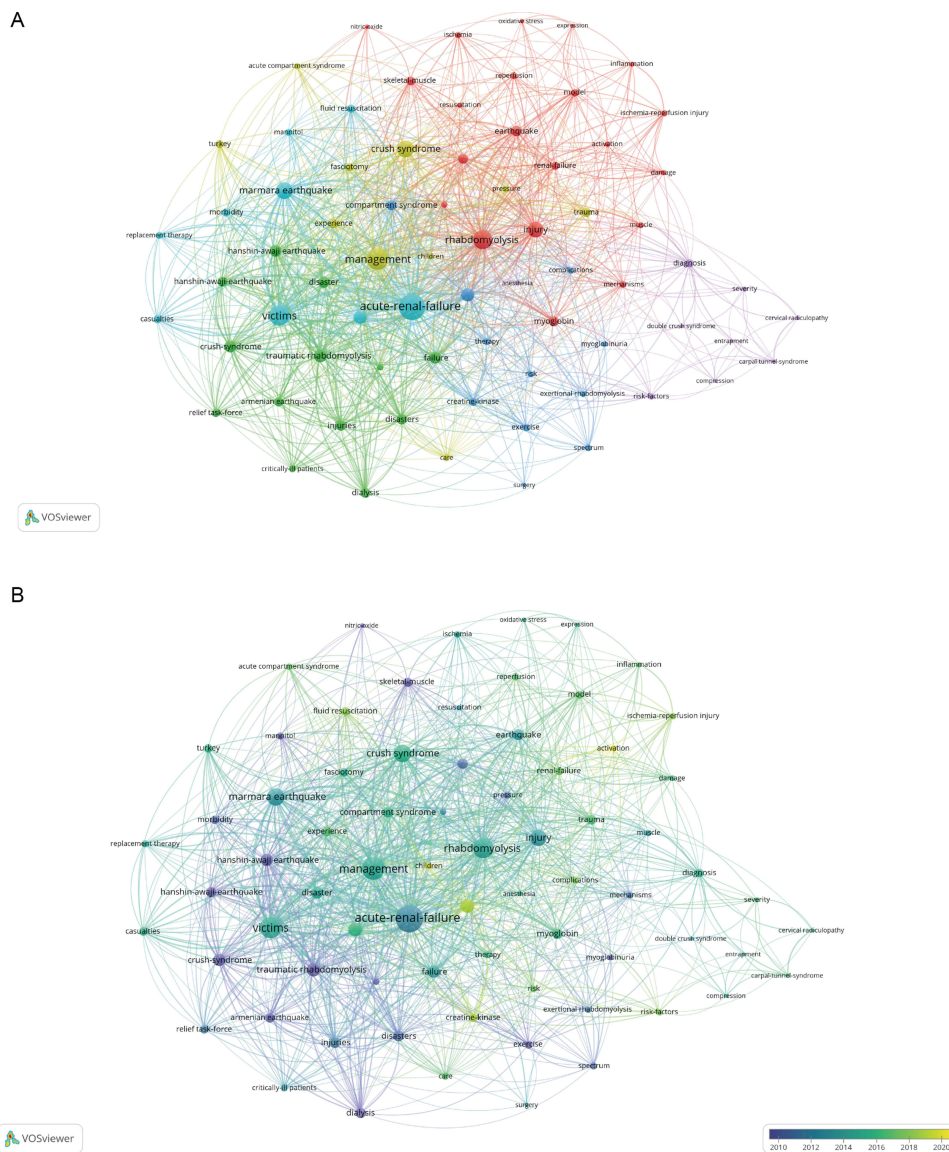 A
nitric-oxide
oxidative stress
expression
ischemia
acute compartment syndrome
inflammation
skeletal-muscle
reperfusion
model
fluid resuscitation
resuscitation
ischemia-reperfusion injury
mannitol
earthquake
turkey
crush syndrome
activation
fasciotomy
renal-failure
damage
marmara earthquake
pressure
compartment syndrome
morbidity
trauma
experience
muscle
replacement therapy
rhabdomyolysis
injury
hanshin-awaji earthquake
management
children
diagnosis
complications
hanshin-awaji-earthquake
disaster
anesthesia
mechanisms
severity
acute-renal-failure
casualties
victims
myoglobin
cervical radiculopathy
double crush syndrome
therapy
myoglobinuria
entrapment
crush-syndrome
traumatic rhabdomyolysis
failure
carpal-tunnel-syndrome
risk
compression
armenian earthquake
creatine-kinase
exertional rhabdomyolysis
risk-factors
relief task-force
disasters
injuries
exercise
spectrum
care
critically-ill patients
surgery
dialysis
VOSviewer
B
nitric-oxide
oxidative stress
expression
ischemia
acute compartment syndrome
inflammation
skeletal-muscle
reperfusion
model
fluid resuscitation
resuscitation
ischemia-reperfusion injury
mannitol
earthquake
turkey
crush syndrome
activation
fasciotomy
renal-failure
damage
marmara earthquake
pressure
compartment syndrome
morbidity
trauma
experience
muscle
replacement therapy
rhabdomyolysis
injury
hanshin-awaji earthquake
management
children
diagnosis
complications
hanshin-awaji-earthquake
disaster
anesthesia
mechanisms
severity
acute-renal-failure
casualties
victims
myoglobin
cervical radiculopathy
double crush syndrome
therapy
myoglobinuria
entrapment
crush-syndrome
traumatic rhabdomyolysis
failure
carpal-tunnel-syndrome
risk
compression
armenian earthquake
creatine-kinase
exertional rhabdomyolysis
risk-factors
relief task-force
disasters
injuries
exercise
spectrum
care
critically-ill patients
surgery
dialysis
VOSviewer
2010 2012 2014 2016 2018 2020